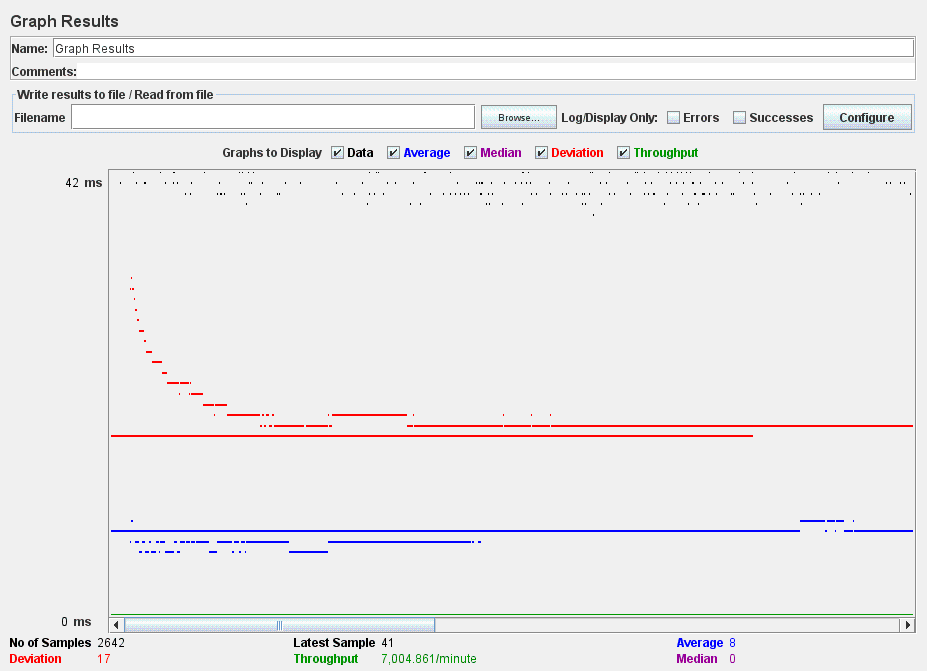 Graph Results
Name: Graph Results
Comments:
Write results to file / Read from file
Filename Browse... Log/Display Only: Errors Successes Configure
Graphs to Display Data Average Median Deviation Throughput
42 ms
0 ms
No of Samples 2642 Latest Sample 41 Average 8
Deviation 17 Throughput 7,004.861/minute Median 0